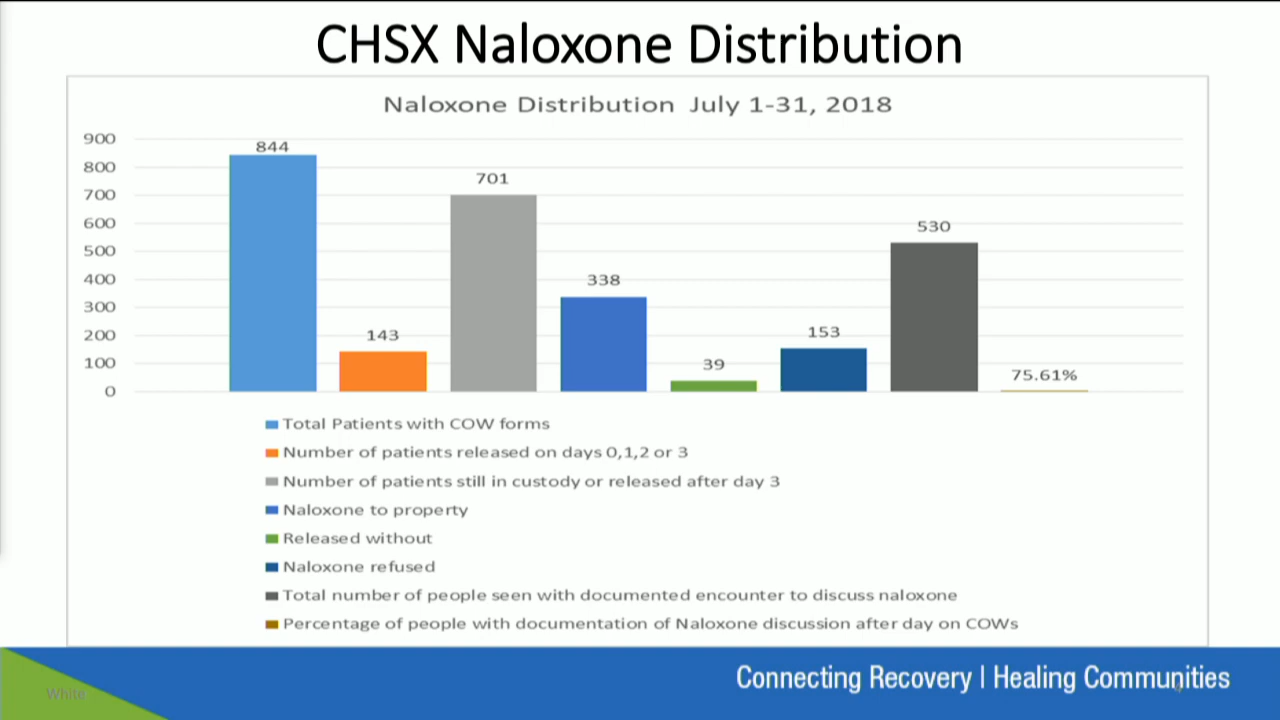 CHSX Naloxone Distribution
Naloxone Distribution July 1-31, 2018
900
800
700
600
500
400
300
200
100
0
844
143
701
338
39
153
530
75.61%
Total Patients with COW forms
Number of patients released on days 0,1,2 or 3
Number of patients still in custody or released after day 3
Naloxone to property
Released without
Naloxone refused
Total number of people seen with documented encounter to discuss naloxone
Percentage of people with documentation of Naloxone discussion after day on COWs
Connecting Recovery | Healing Communities
White